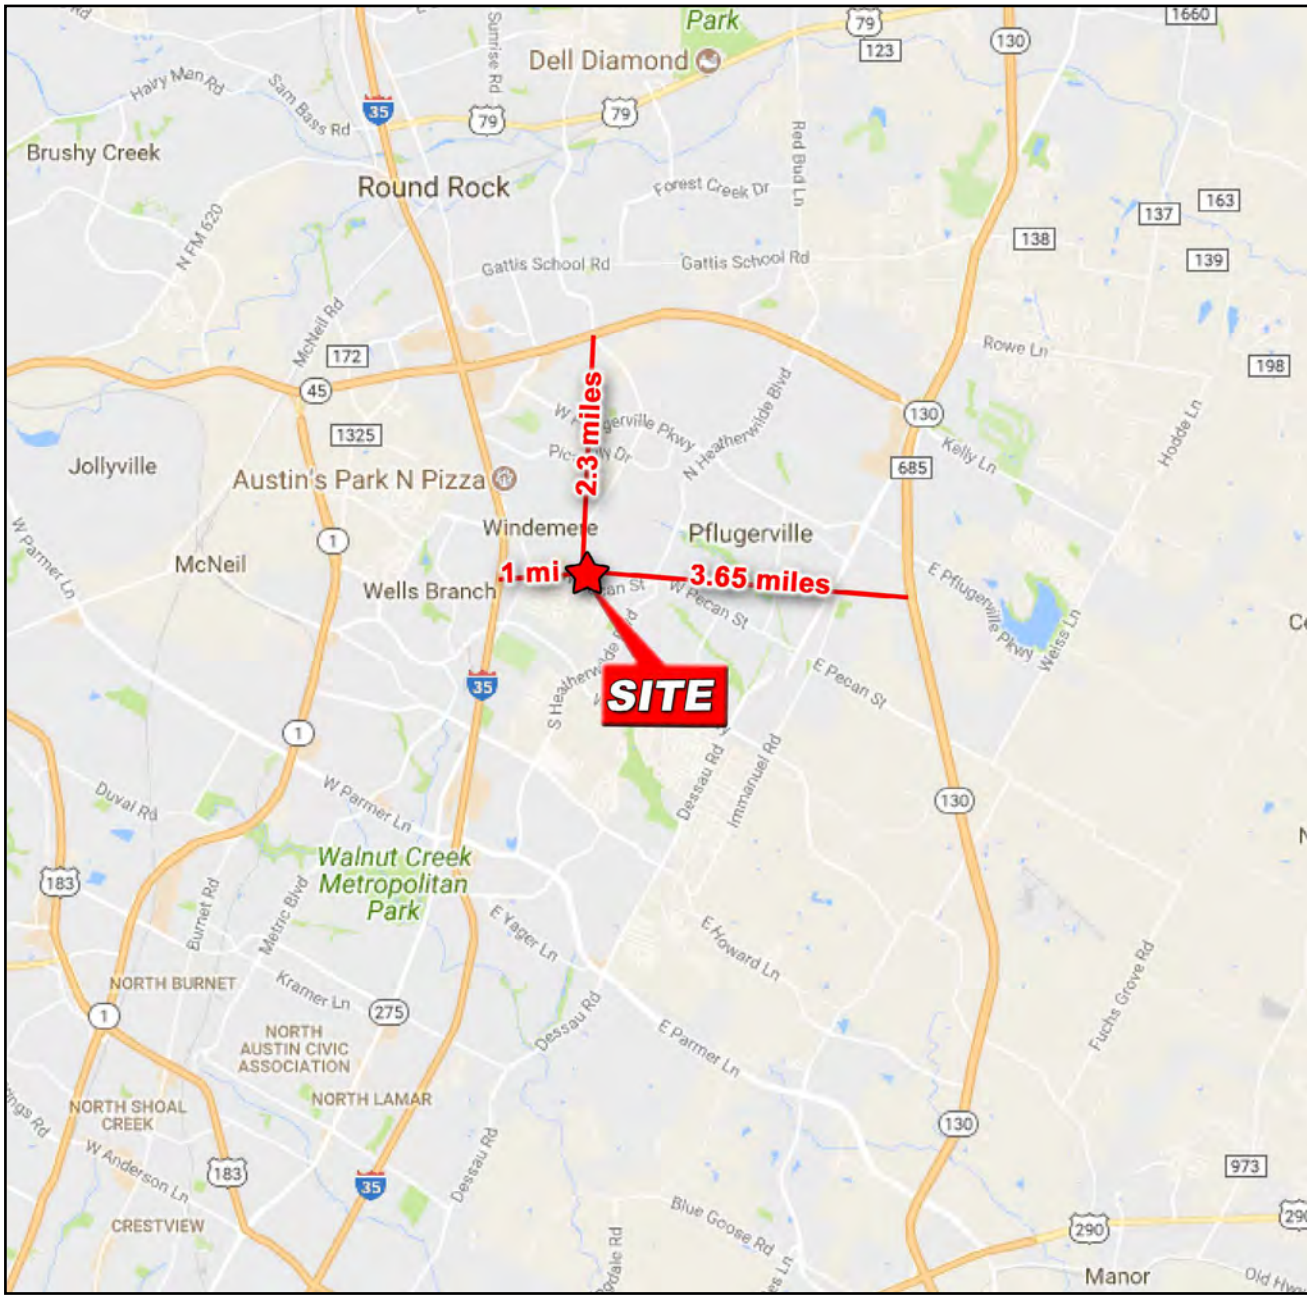 Park
79
123
1660
130
Dell Diamond
Sunrise Rd
Hairy Man Rd
Sam Bass Rd
35
79
79
Brushy Creek
Round Rock
Red Bud Ln
Forest Creek Dr
N FM 620
137
163
138
139
Gattis School Rd
Gattis School Rd
McNeil Rd
172
Rowe Ln
198
45
2.3 miles
N Heatherwilde Blvd
130
1325
Jollyville
Austin's Park N Pizza
685
Kelly Ln
Hodde Ln
W Parmer Ln
1
Windemere
Pflugerville
McNeil
Wells Branch
1 mi
3.65 miles
W Pecan St
E Pflugerville Pkwy
Weiss Ln
S Heatherwilde Blvd
E Pecan St
35
SITE
1
Dessau Rd
Immanuel Rd
Duval Rd
W Parmer Ln
130
Walnut Creek
Metropolitan
Park
183
Burnet Rd
Metric Blvd
E Yager Ln
E Howard Ln
Fuchs Grove Rd
NORTH BURNET
Kramer Ln
275
1
Dessau Rd
E Parmer Ln
NORTH
AUSTIN CIVIC
ASSOCIATION
NORTH LAMAR
NORTH SHOAL
CREEK
130
W Anderson Ln
183
35
Dessau Rd
973
CRESTVIEW
Blue Goose Rd
290
290
Manor